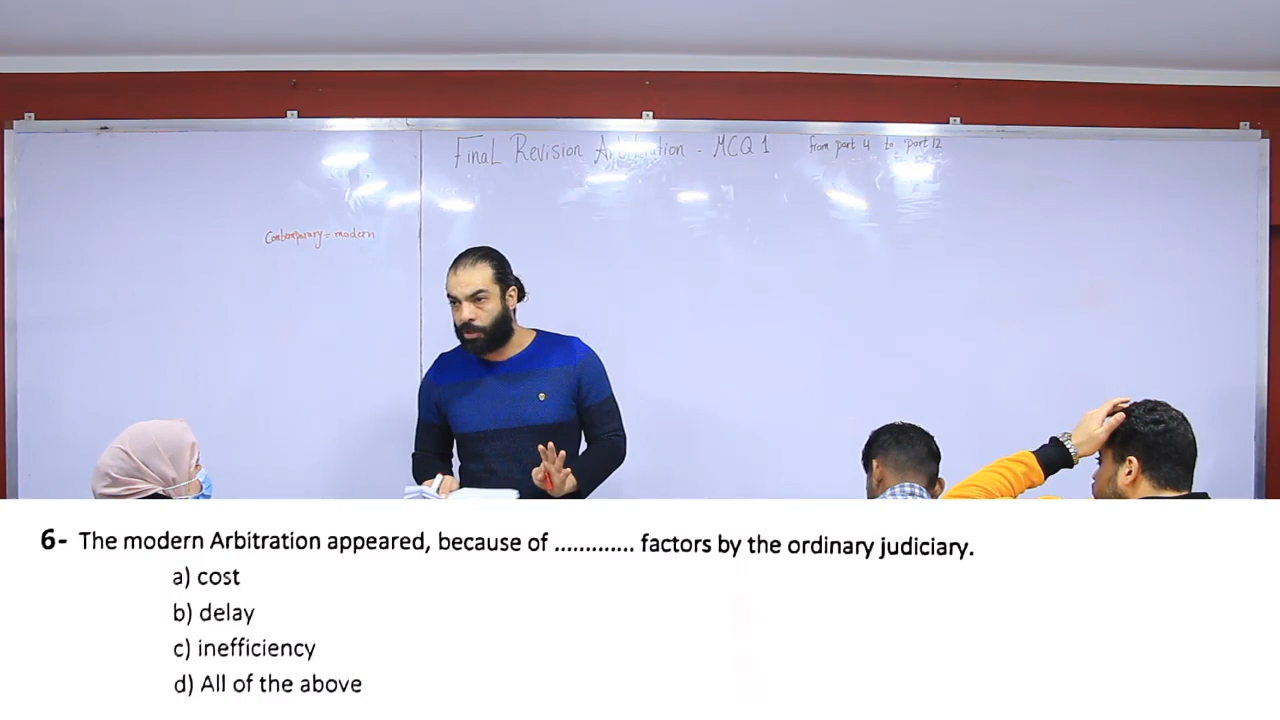 Final Revision Arbitration - MCQ 1 from part 4 to part 12
Contemporary = modern
6- The modern Arbitration appeared, because of ............. factors by the ordinary judiciary.
a) cost
b) delay
c) inefficiency
d) All of the above